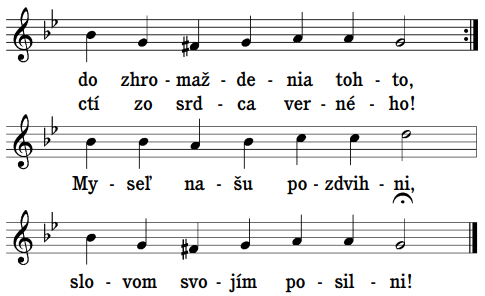 do zhro - maž - de - nia toh - to,
ctí zo srd - ca ver - né - ho!
My - seľ na - šu po - zdvih - ni,
slo - vom svo - jím po - sil - ni!